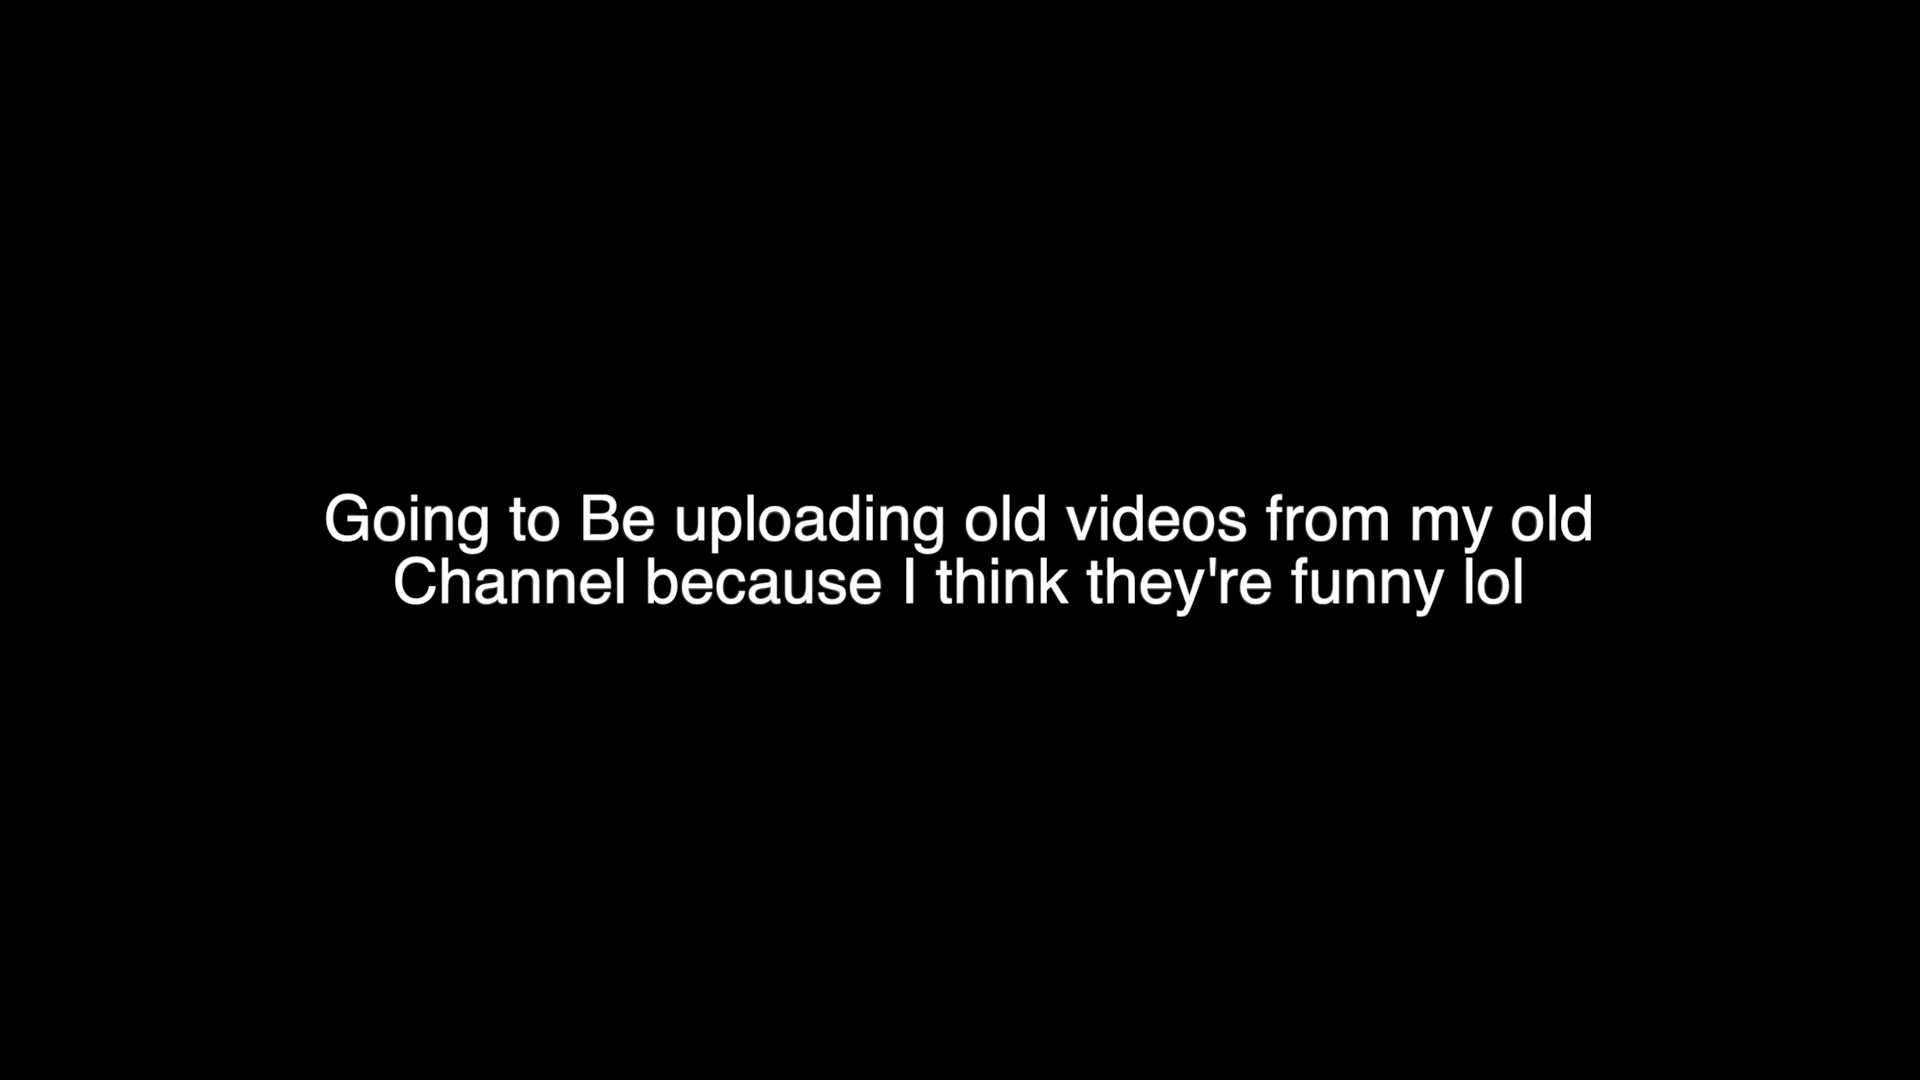 Going to Be uploading old videos from my old
Channel because I think they're funny lol